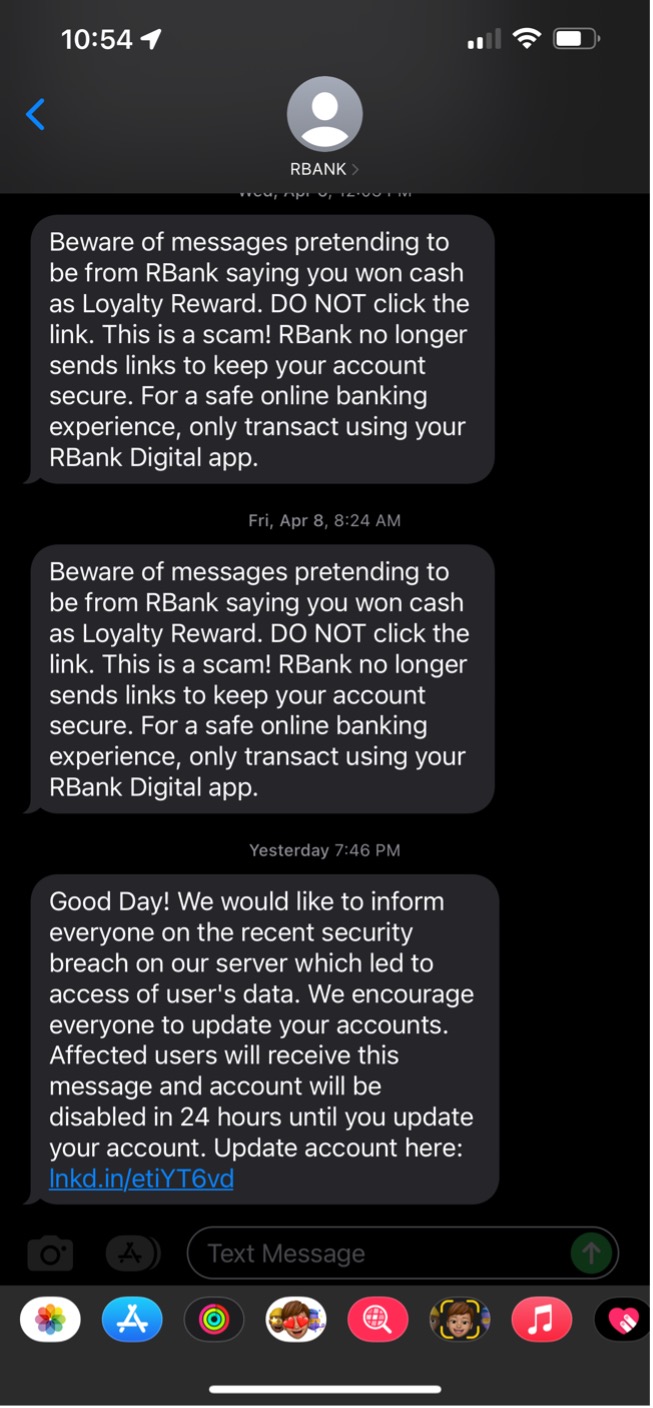 10:54
RBANK
Beware of messages pretending to
be from RBank saying you won cash
as Loyalty Reward. DO NOT click the
link. This is a scam! RBank no longer
sends links to keep your account
secure. For a safe online banking
experience, only transact using your
RBank Digital app.
Fri, Apr 8, 8:24 AM
Beware of messages pretending to
be from RBank saying you won cash
as Loyalty Reward. DO NOT click the
link. This is a scam! RBank no longer
sends links to keep your account
secure. For a safe online banking
experience, only transact using your
RBank Digital app.
Yesterday 7:46 PM
Good Day! We would like to inform
everyone on the recent security
breach on our server which led to
access of user's data. We encourage
everyone to update your accounts.
Affected users will receive this
message and account will be
disabled in 24 hours until you update
your account. Update account here:
lnkd.in/etiYT6vd
Text Message